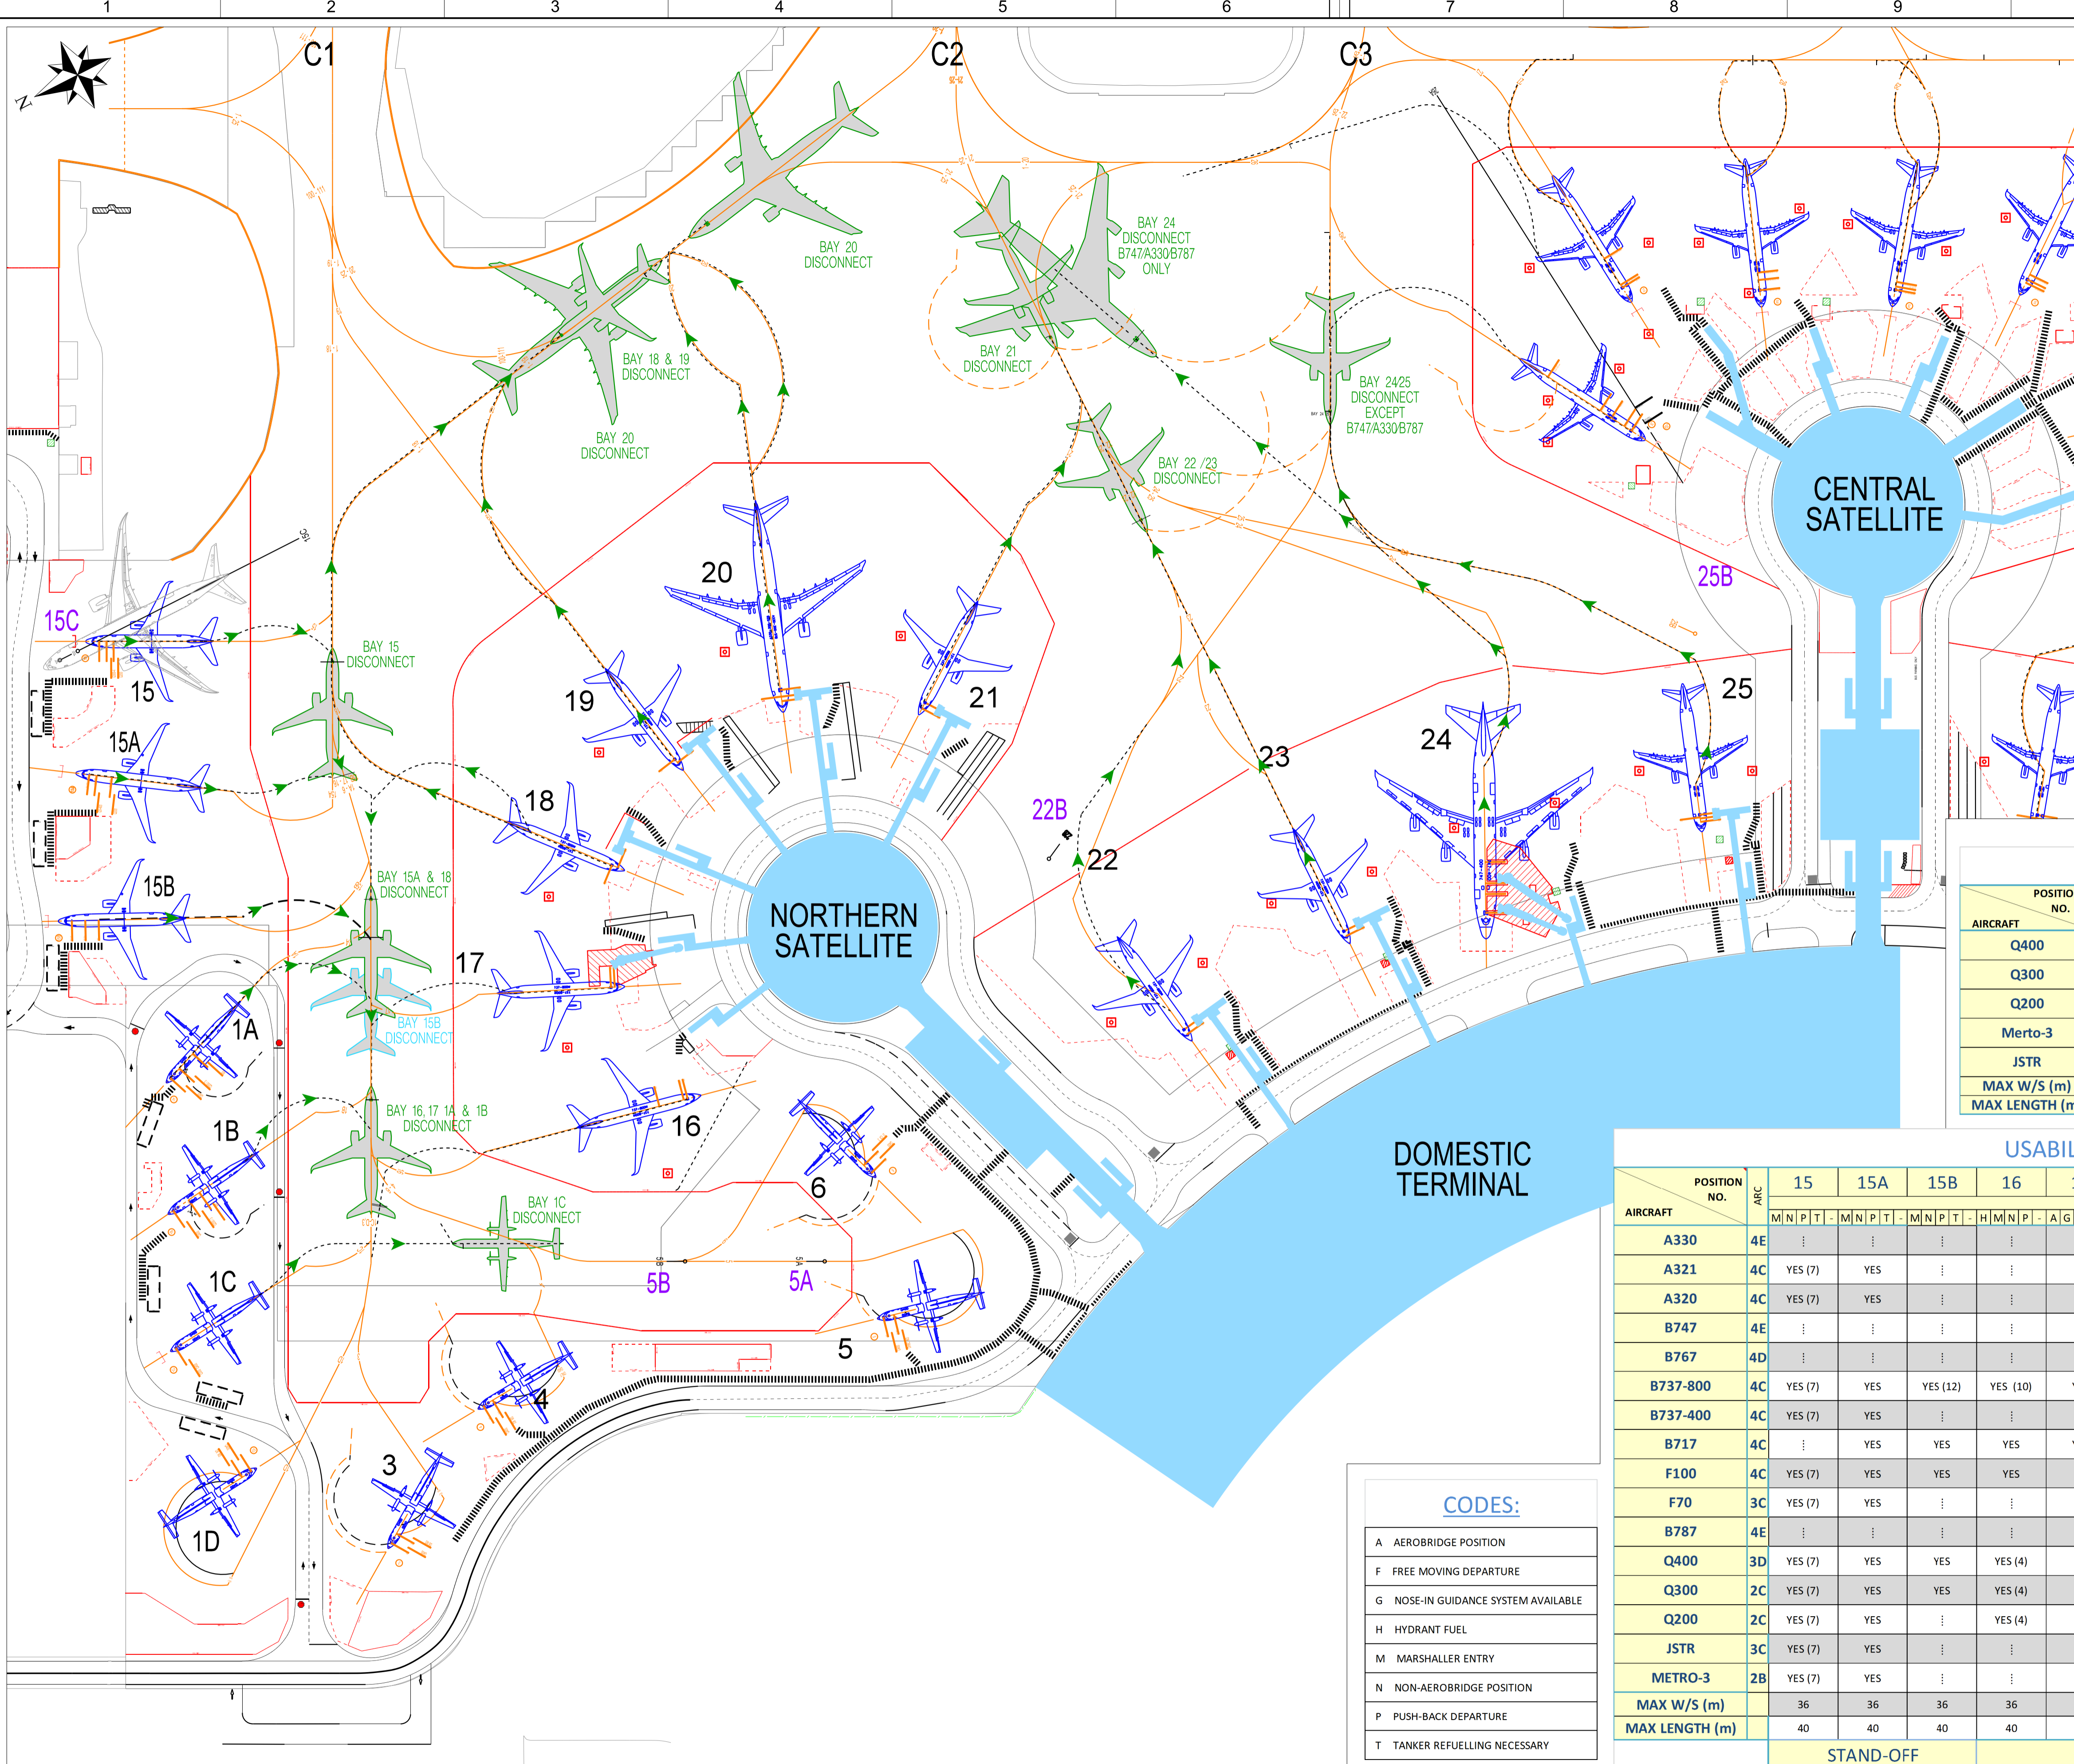 1 2 3 4 5 6 7 8 9
C1 C2 C3
N
BAY 20
DISCONNECT
BAY 24
DISCONNECT
B747/A330/B787
ONLY
BAY 18 & 19
DISCONNECT
BAY 21
DISCONNECT
BAY 24/25
DISCONNECT
EXCEPT
B747/A330/B787
BAY 20
DISCONNECT
BAY 22 /23
DISCONNECT
CENTRAL
SATELLITE
15C
20
25B
15C
BAY 15
DISCONNECT
15
19
21
25
15A
24
23
18
22B
22
BAY 15A & 18
DISCONNECT
15B
NORTHERN
SATELLITE
17
1A
BAY 15B
DISCONNECT
BAY 16,17 1A & 1B
DISCONNECT
1B
16
6
BAY 1C
DISCONNECT
DOMESTIC
TERMINAL
1C
5B
5A
5
4
3
1D
POSITIO
NO.
AIRCRAFT
Q400
Q300
Q200
Merto-3
JSTR
MAX W/S (m)
MAX LENGTH (m
USABIL
POSITION
NO.
AIRCRAFT
ARC
15 15A 15B 16
M N P T - M N P T - M N P T - H M N P - A G
A330 4E
A321 4C YES (7) YES
A320 4C YES (7) YES
B747 4E
B767 4D
B737-800 4C YES (7) YES YES (12) YES (10)
B737-400 4C YES (7) YES
B717 4C YES YES YES
F100 4C YES (7) YES YES YES
F70 3C YES (7) YES
B787 4E
Q400 3D YES (7) YES YES YES (4)
Q300 2C YES (7) YES YES YES (4)
Q200 2C YES (7) YES YES (4)
JSTR 3C YES (7) YES
METRO-3 2B YES (7) YES
MAX W/S (m) 36 36 36 36
MAX LENGTH (m) 40 40 40 40
STAND-OFF
CODES:
A AEROBRIDGE POSITION
F FREE MOVING DEPARTURE
G NOSE-IN GUIDANCE SYSTEM AVAILABLE
H HYDRANT FUEL
M MARSHALLER ENTRY
N NON-AEROBRIDGE POSITION
P PUSH-BACK DEPARTURE
T TANKER REFUELLING NECESSARY